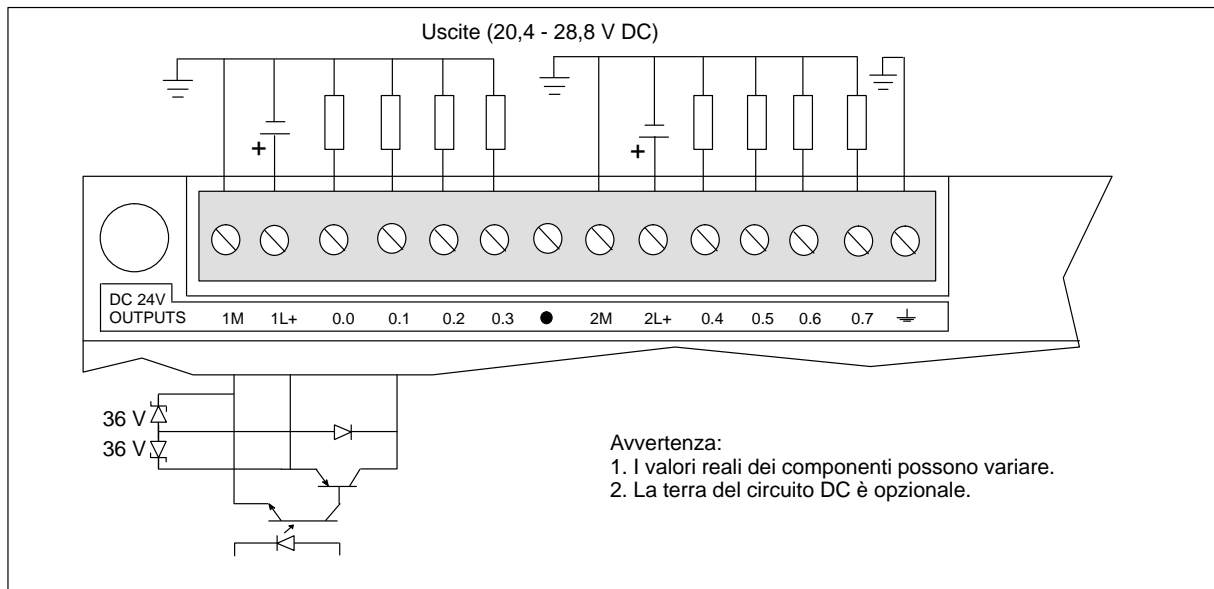 Uscite (20,4 - 28,8 V DC)
+
+
DC 24V
OUTPUTS 1M 1L+ 0.0 0.1 0.2 0.3 ● 2M 2L+ 0.4 0.5 0.6 0.7
36 V
36 V
Avvertenza:
1. I valori reali dei componenti possono variare.
2. La terra del circuito DC è opzionale.